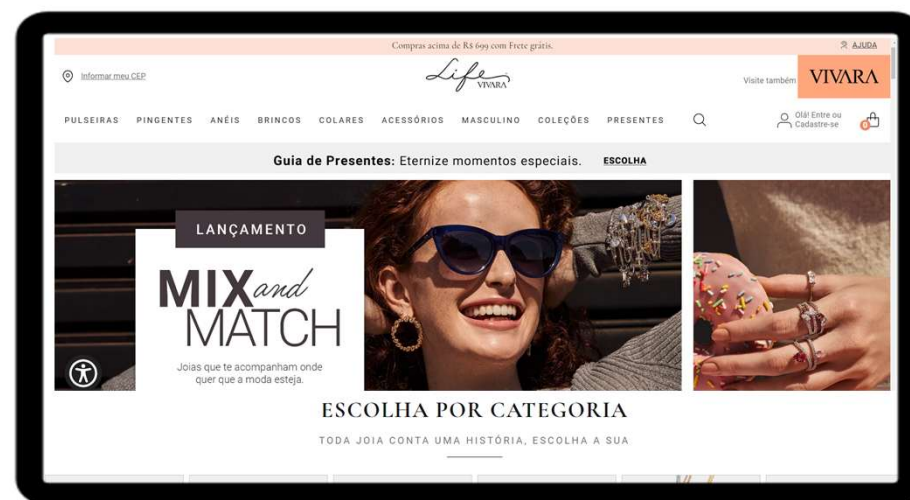 Compras acima de R$ 699 com Frete grátis.
AJUDA
Informar meu CEP
Life
VIVARA
Visite também
VIVARA
PULSEIRAS PINGENTES ANÉIS BRINCOS COLARES ACESSÓRIOS MASCULINO COLEÇÕES PRESENTES
Olá! Entre ou
Cadastre-se
0
Guia de Presentes: Eternize momentos especiais. ESCOLHA
LANÇAMENTO
MIX and
MATCH
Joias que te acompanham onde
quer que a moda esteja.
ESCOLHA POR CATEGORIA
TODA JOIA CONTA UMA HISTÓRIA, ESCOLHA A SUA